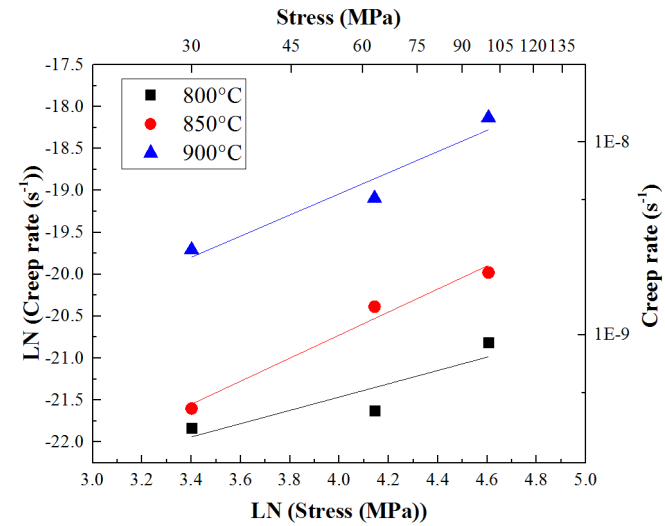 Stress (MPa)
30 45 60 75 90 105 120 135
-17.5
-18.0
-18.5
-19.0
-19.5
-20.0
-20.5
-21.0
-21.5
-22.0
LN (Creep rate (s⁻¹))
800°C
850°C
900°C
1E-8
1E-9
Creep rate (s⁻¹)
3.0 3.2 3.4 3.6 3.8 4.0 4.2 4.4 4.6 4.8 5.0
LN (Stress (MPa))